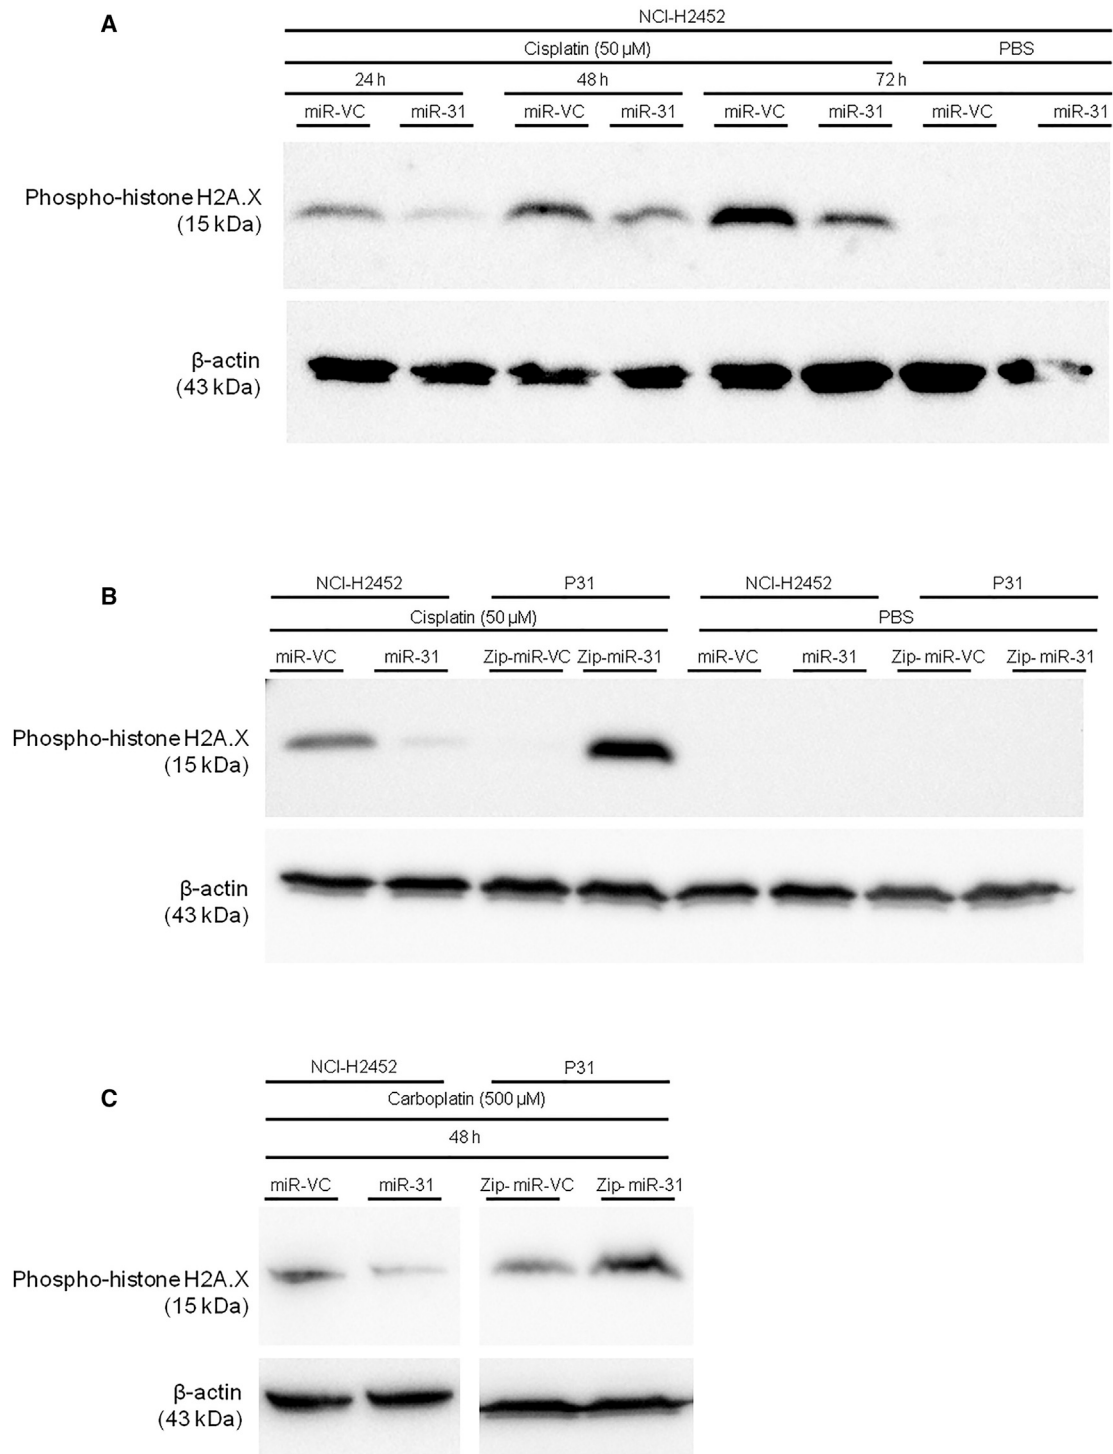 A
NCI-H2452
Cisplatin (50 µM) PBS
24 h 48 h 72 h
miR-VC miR-31 miR-VC miR-31 miR-VC miR-31 miR-VC miR-31
Phospho-histone H2A.X
(15 kDa)
β-actin
(43 kDa)
B
NCI-H2452 P31 NCI-H2452 P31
Cisplatin (50 µM) PBS
miR-VC miR-31 Zip-miR-VC Zip-miR-31 miR-VC miR-31 Zip- miR-VC Zip- miR-31
Phospho-histone H2A.X
(15 kDa)
β-actin
(43 kDa)
C
NCI-H2452 P31
Carboplatin (500 µM)
48 h
miR-VC miR-31 Zip- miR-VC Zip- miR-31
Phospho-histone H2A.X
(15 kDa)
β-actin
(43 kDa)